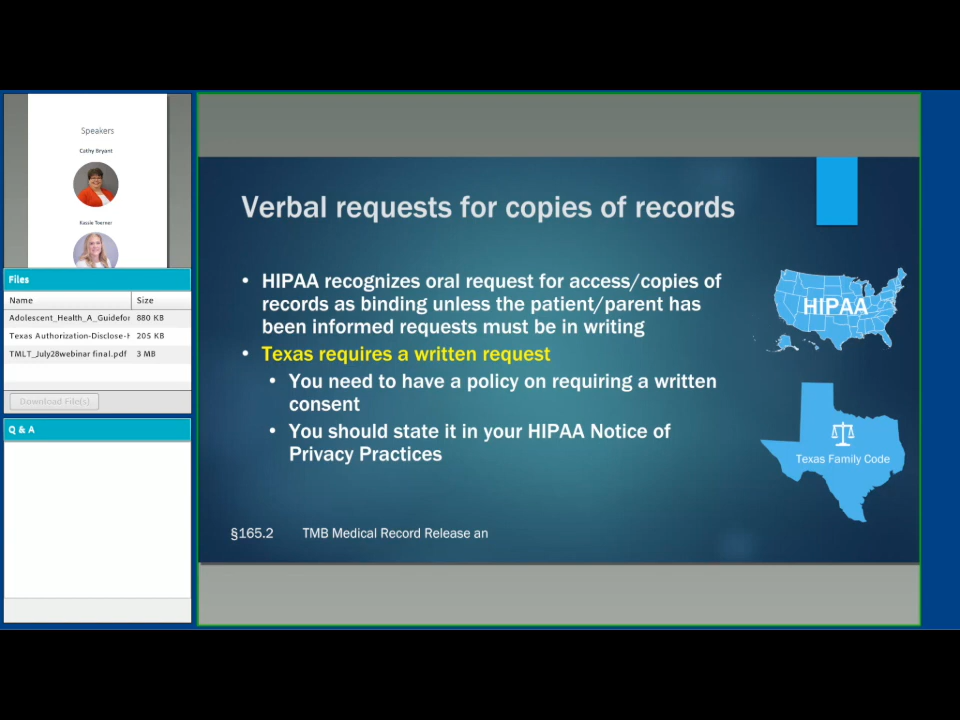 Speakers
Cathy Bryant
Kassie Toerner
Files
Name Size
Adolescent_Health_A_Guidefor 880 KB
Texas Authorization-Disclose-H 205 KB
TMLT_July28webinar final.pdf 3 MB
Download File(s)
Q & A
Verbal requests for copies of records
• HIPAA recognizes oral request for access/copies of
records as binding unless the patient/parent has
been informed requests must be in writing
• Texas requires a written request
• You need to have a policy on requiring a written
consent
• You should state it in your HIPAA Notice of
Privacy Practices
HIPAA
Texas Family Code
§165.2 TMB Medical Record Release an